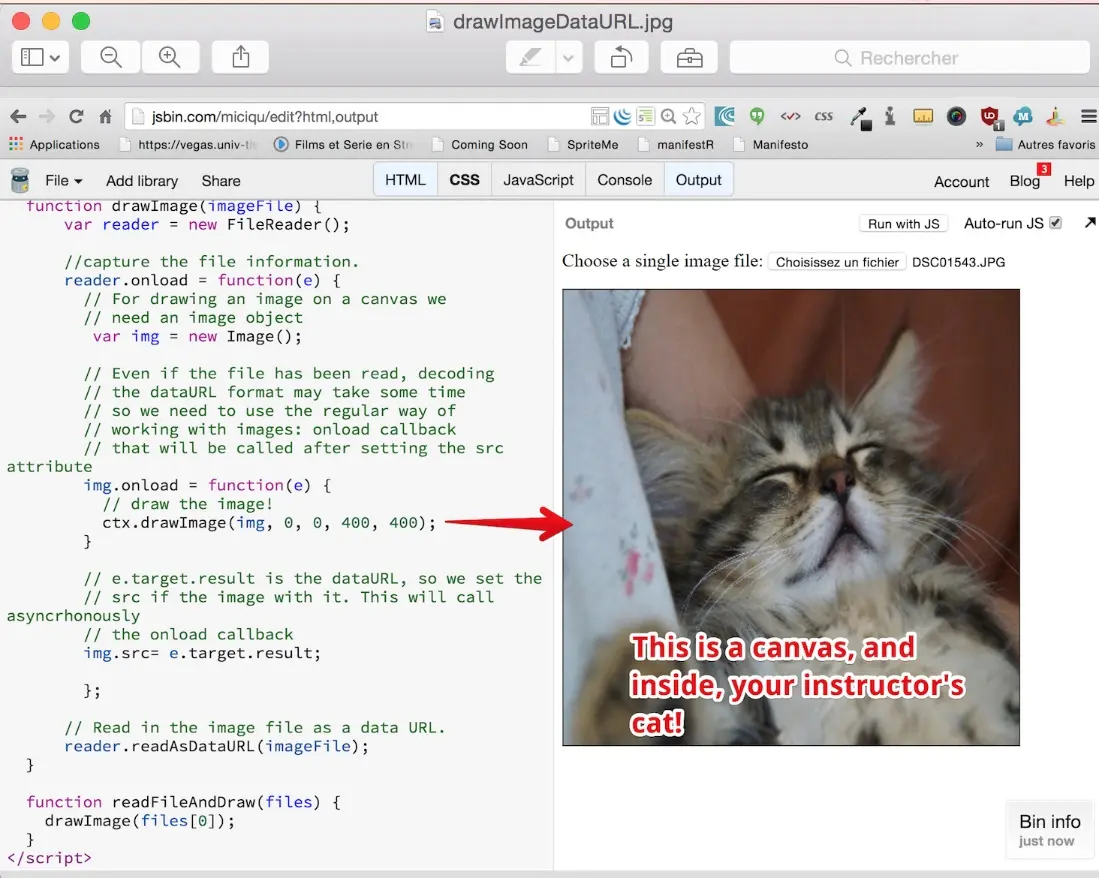 drawImageDataURL.jpg
Rechercher
jsbin.com/miciqu/edit?html,output
CSS
UD
1
M
Applications
https://vegas.univ-ti
Films et Serie en Str
Coming Soon
SpriteMe
manifestR
Manifesto
»
Autres favoris
File
Add library
Share
HTML
CSS
JavaScript
Console
Output
Account
Blog
3
Help
function drawImage(imageFile) {
var reader = new FileReader();
//capture the file information.
reader.onload = function(e) {
// For drawing an image on a canvas we
// need an image object
var img = new Image();
// Even if the file has been read, decoding
// the dataURL format may take some time
// so we need to use the regular way of
// working with images: onload callback
// that will be called after setting the src
attribute
img.onload = function(e) {
// draw the image!
ctx.drawImage(img, 0, 0, 400, 400);
}
// e.target.result is the dataURL, so we set the
// src if the image with it. This will call
asyncrhonously
// the onload callback
img.src= e.target.result;
};
// Read in the image file as a data URL.
reader.readAsDataURL(imageFile);
}
function readFileAndDraw(files) {
drawImage(files[0]);
}
</script>
Output
Run with JS
Auto-run JS
Choose a single image file: Choisissez un fichier DSC01543.JPG
This is a canvas, and
inside, your instructor's
cat!
Bin info
just now